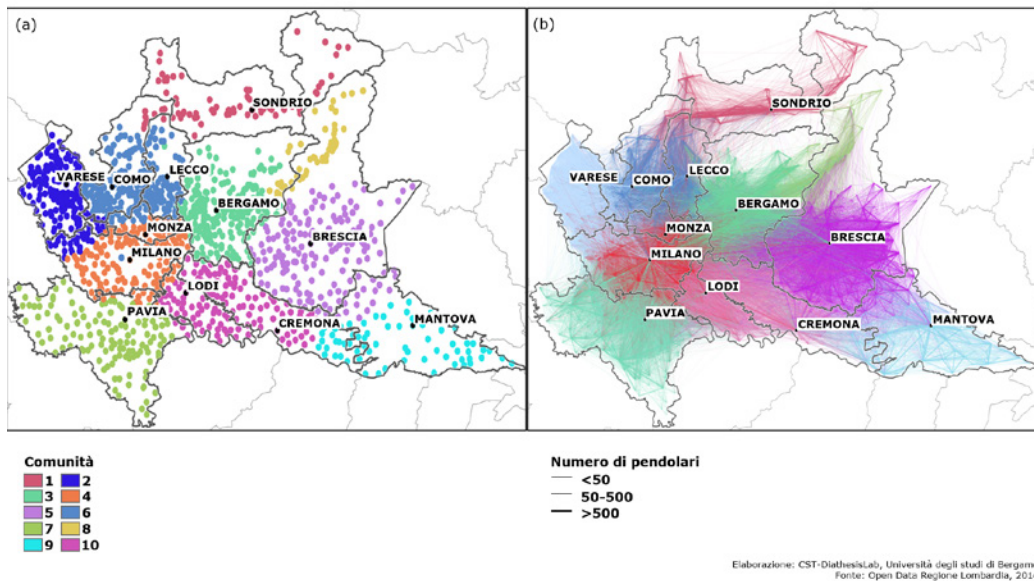 (a)
SONDRIO
VARESE
COMO
LECCO
BERGAMO
MONZA
MILANO
BRESCIA
LODI
PAVIA
CREMONA
MANTOVA
(b)
SONDRIO
VARESE
COMO
LECCO
BERGAMO
MONZA
MILANO
BRESCIA
LODI
PAVIA
CREMONA
MANTOVA
Comunità
1 2
3 4
5 6
7 8
9 10
Numero di pendolari
<50
50-500
>500
Elaborazione: CST-DiathesisLab, Università degli studi di
Fonte: Open Data Regione Lombardia,